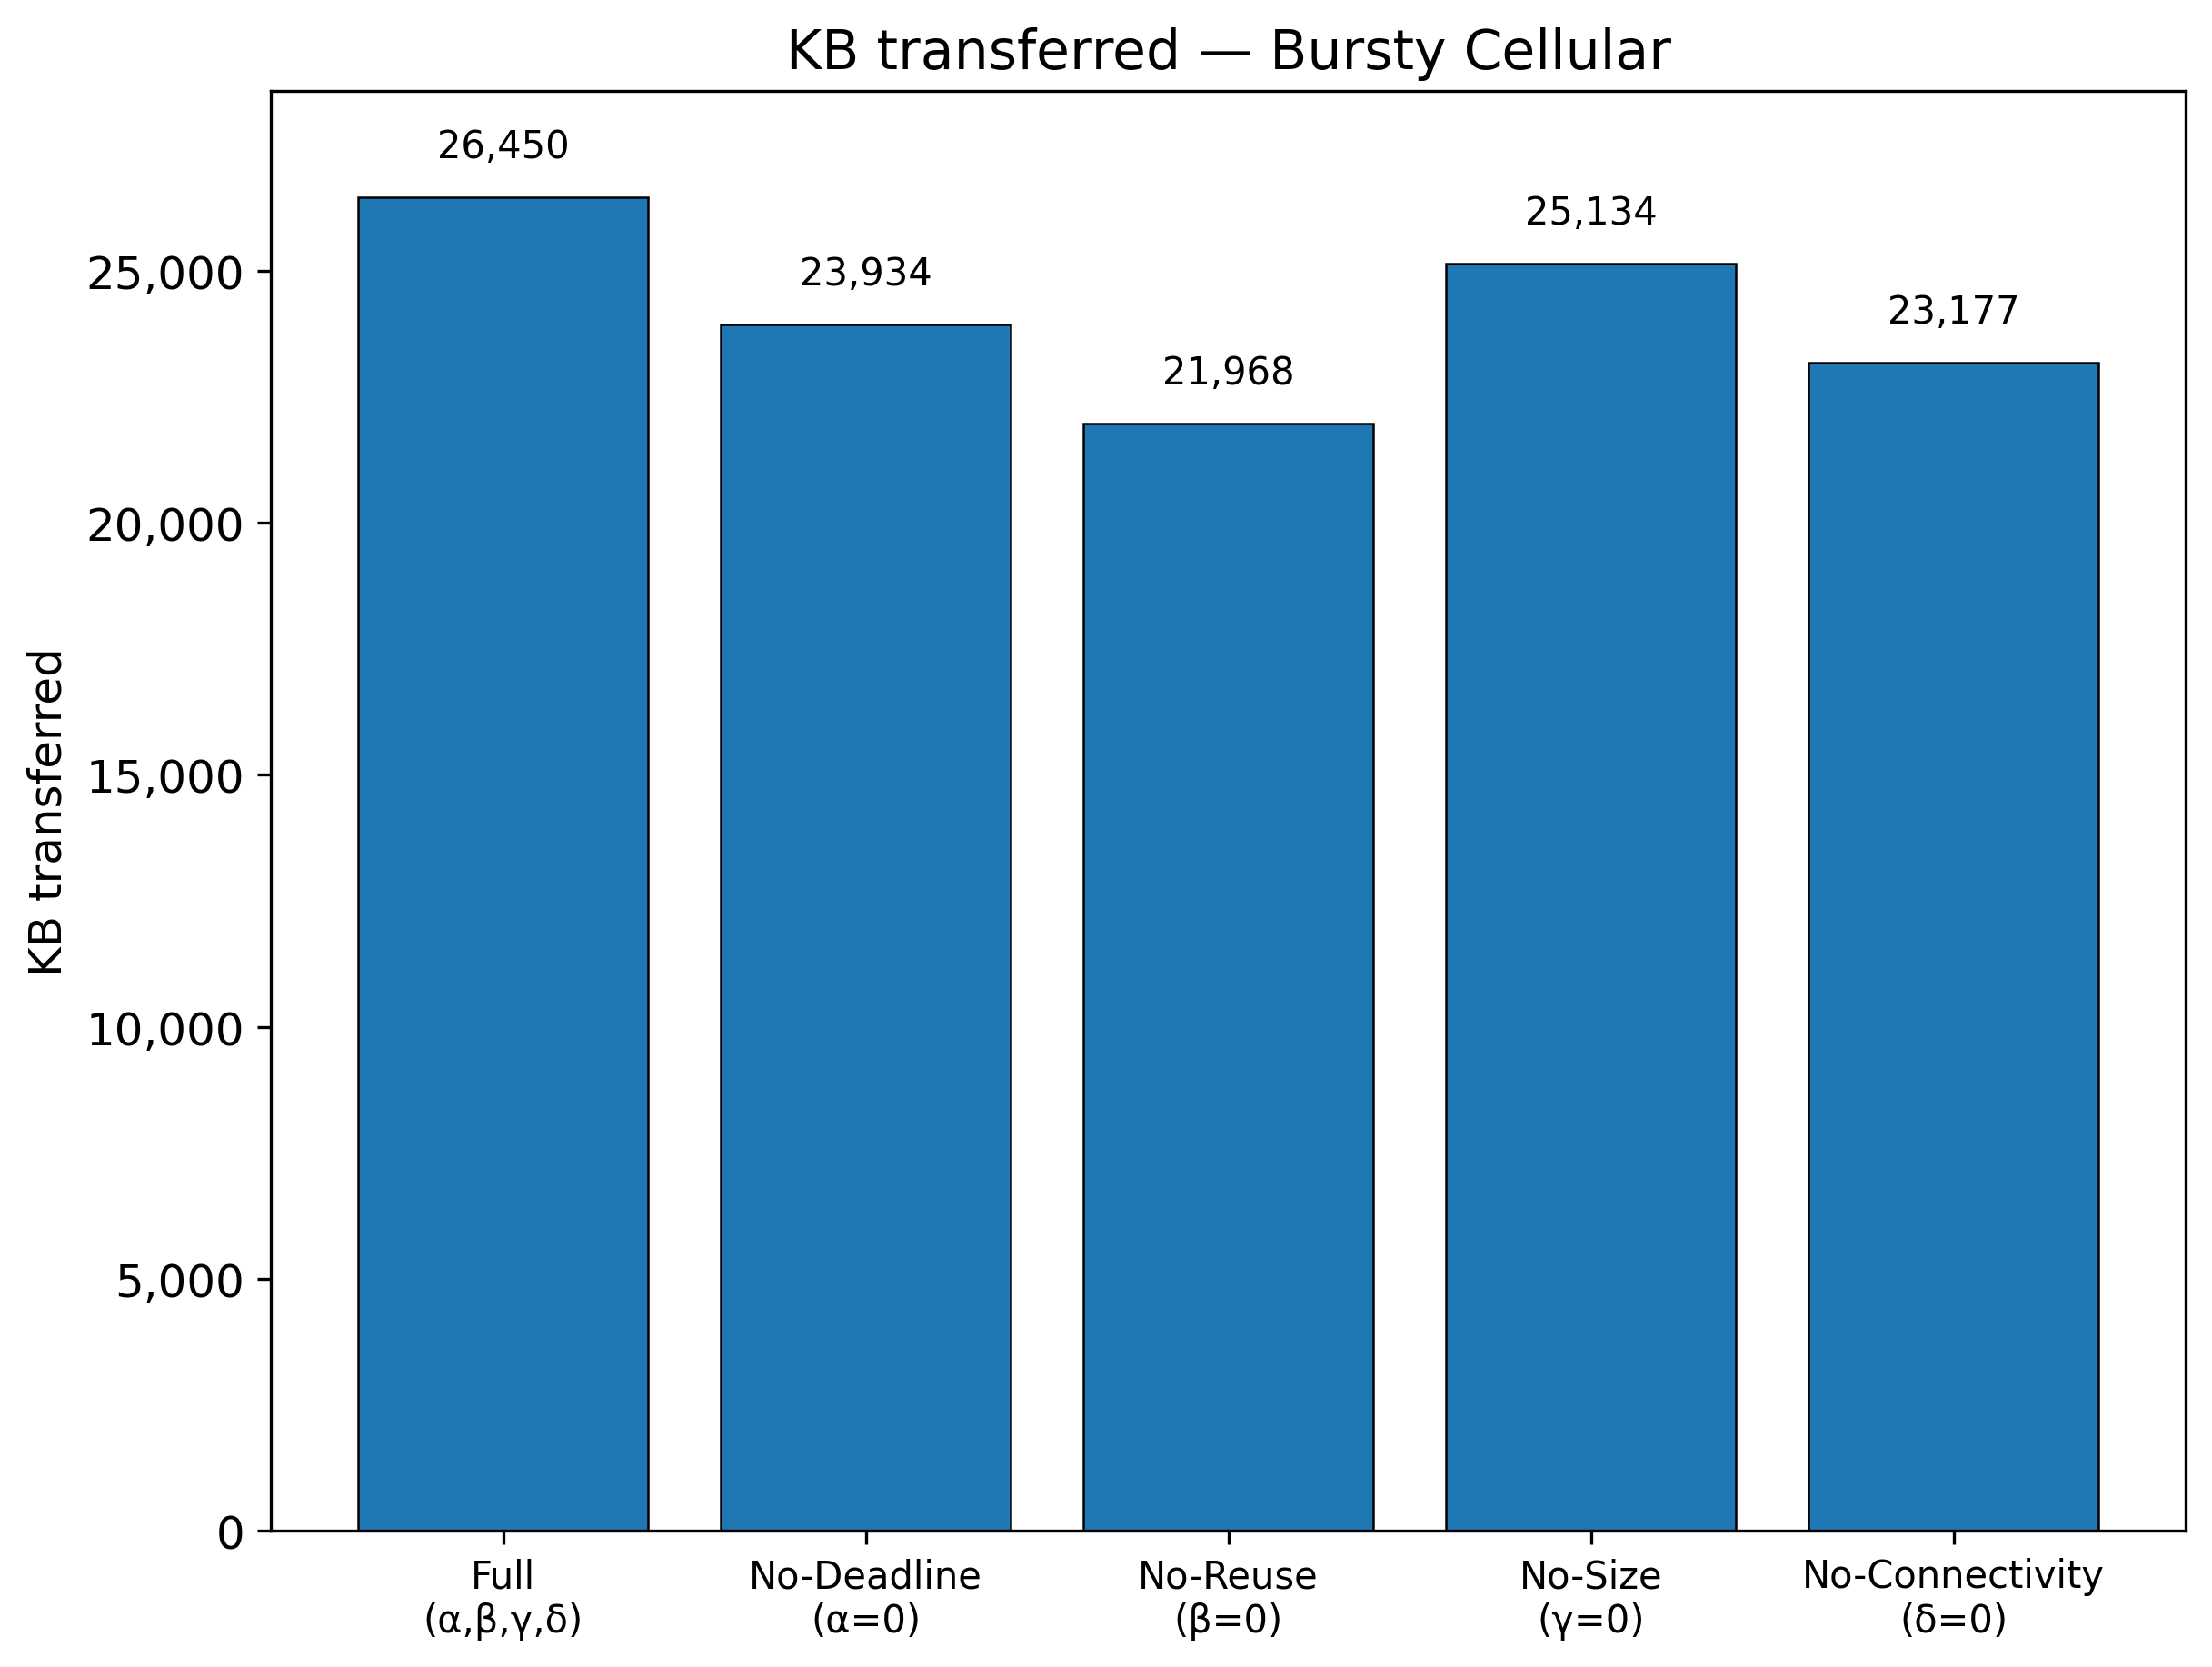 KB transferred — Bursty Cellular
26,450
23,934
21,968
25,134
23,177
KB transferred
25,000
20,000
15,000
10,000
5,000
0
Full
(α,β,γ,δ)
No-Deadline
(α=0)
No-Reuse
(β=0)
No-Size
(γ=0)
No-Connectivity
(δ=0)